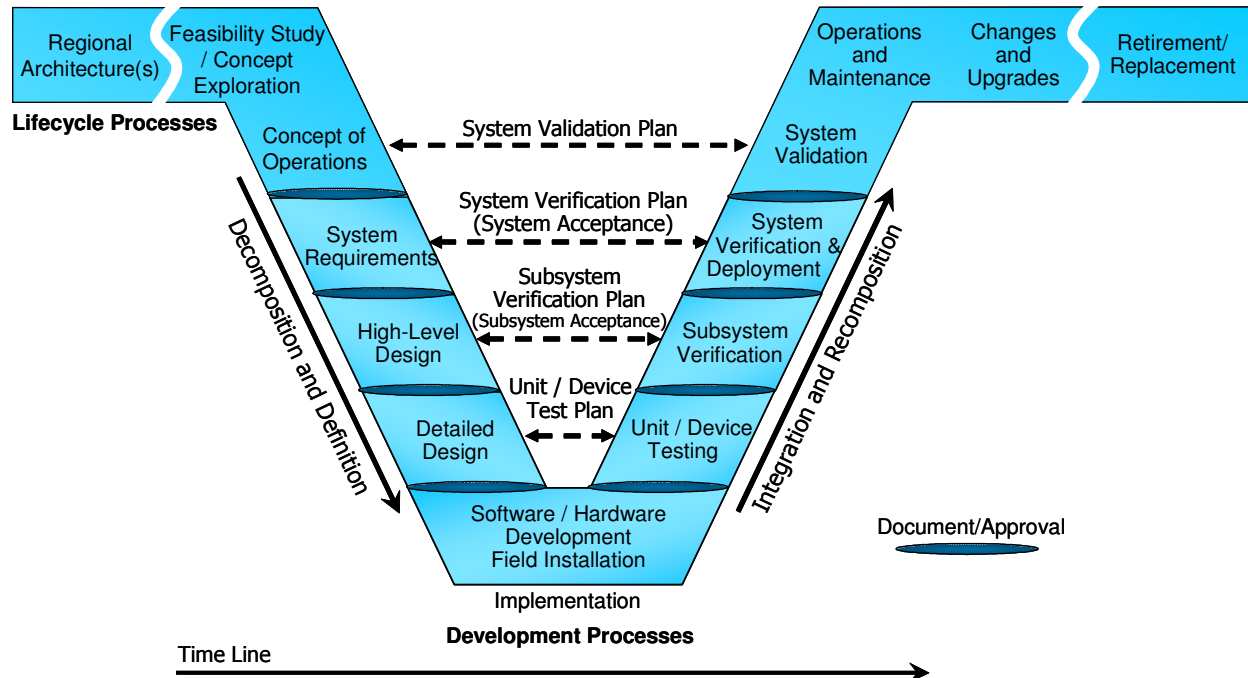 Regional
Architecture(s)
Feasibility Study
/ Concept
Exploration
Operations
and
Maintenance
Changes
and
Upgrades
Retirement/
Replacement
Lifecycle Processes
Concept of
Operations
System Validation Plan
System
Validation
System Verification Plan
(System Acceptance)
System
Requirements
System
Verification &
Deployment
Subsystem
Verification Plan
(Subsystem Acceptance)
High-Level
Design
Subsystem
Verification
Unit / Device
Test Plan
Detailed
Design
Unit / Device
Testing
Decomposition and Definition
Integration and Recomposition
Software / Hardware
Development
Field Installation
Document/Approval
Implementation
Development Processes
Time Line